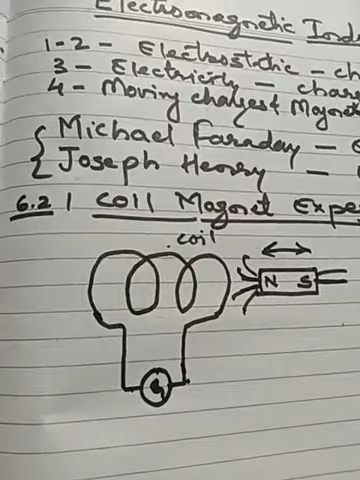 Electromagnetic Ind
1-2 - Electrostatic - ch
3 - Electricity - char
4 - Moving charges & Magnet
Michael Faraday -
Joseph Henry -
6.2 | Coil Magnet Expe
coil
N S
G